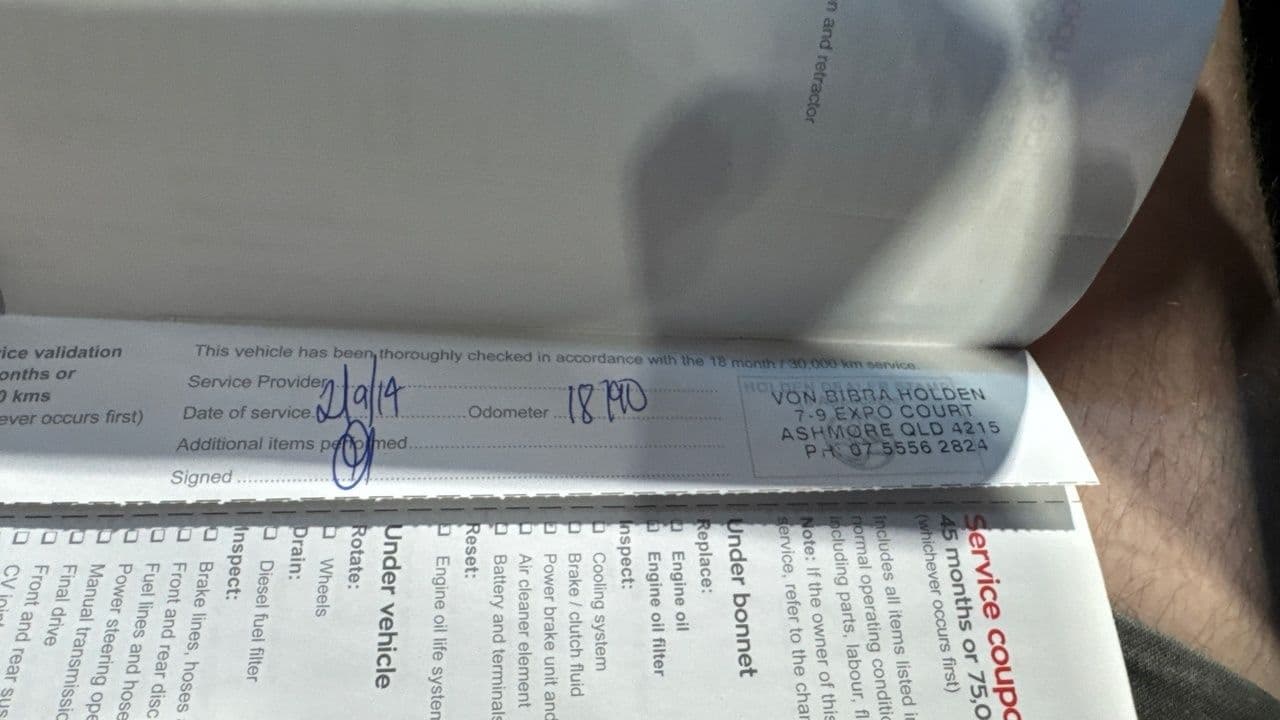 n and retractor
ice validation
onths or
0 kms
ever occurs first)
This vehicle has been thoroughly checked in accordance with the 18 month / 30,000 km service.
Service Provider
Date of service 2/9/14 Odometer 18790
Additional items performed
Signed
HOLDEN DEALER STAMP
VON BIBRA HOLDEN
7-9 EXPO COURT
ASHMORE QLD 4215
PH 07 5556 2824
Service coupo
45 months or 75,0
(whichever occurs first)
Includes all items listed i
normal operating conditi
including parts, labour, fl
Note: If the owner of this
service, refer to the char
Under bonnet
Replace:
Engine oil
Engine oil filter
Inspect:
Cooling system
Brake / clutch fluid
Power brake unit and
Air cleaner element
Battery and terminals
Reset:
Engine oil life system
Under vehicle
Rotate:
Wheels
Drain:
Diesel fuel filter
Inspect:
Brake lines, hoses
Front and rear disc
Fuel lines and hose
Power steering ope
Manual transmissio
Final drive
Front and
CV joint and rear sus